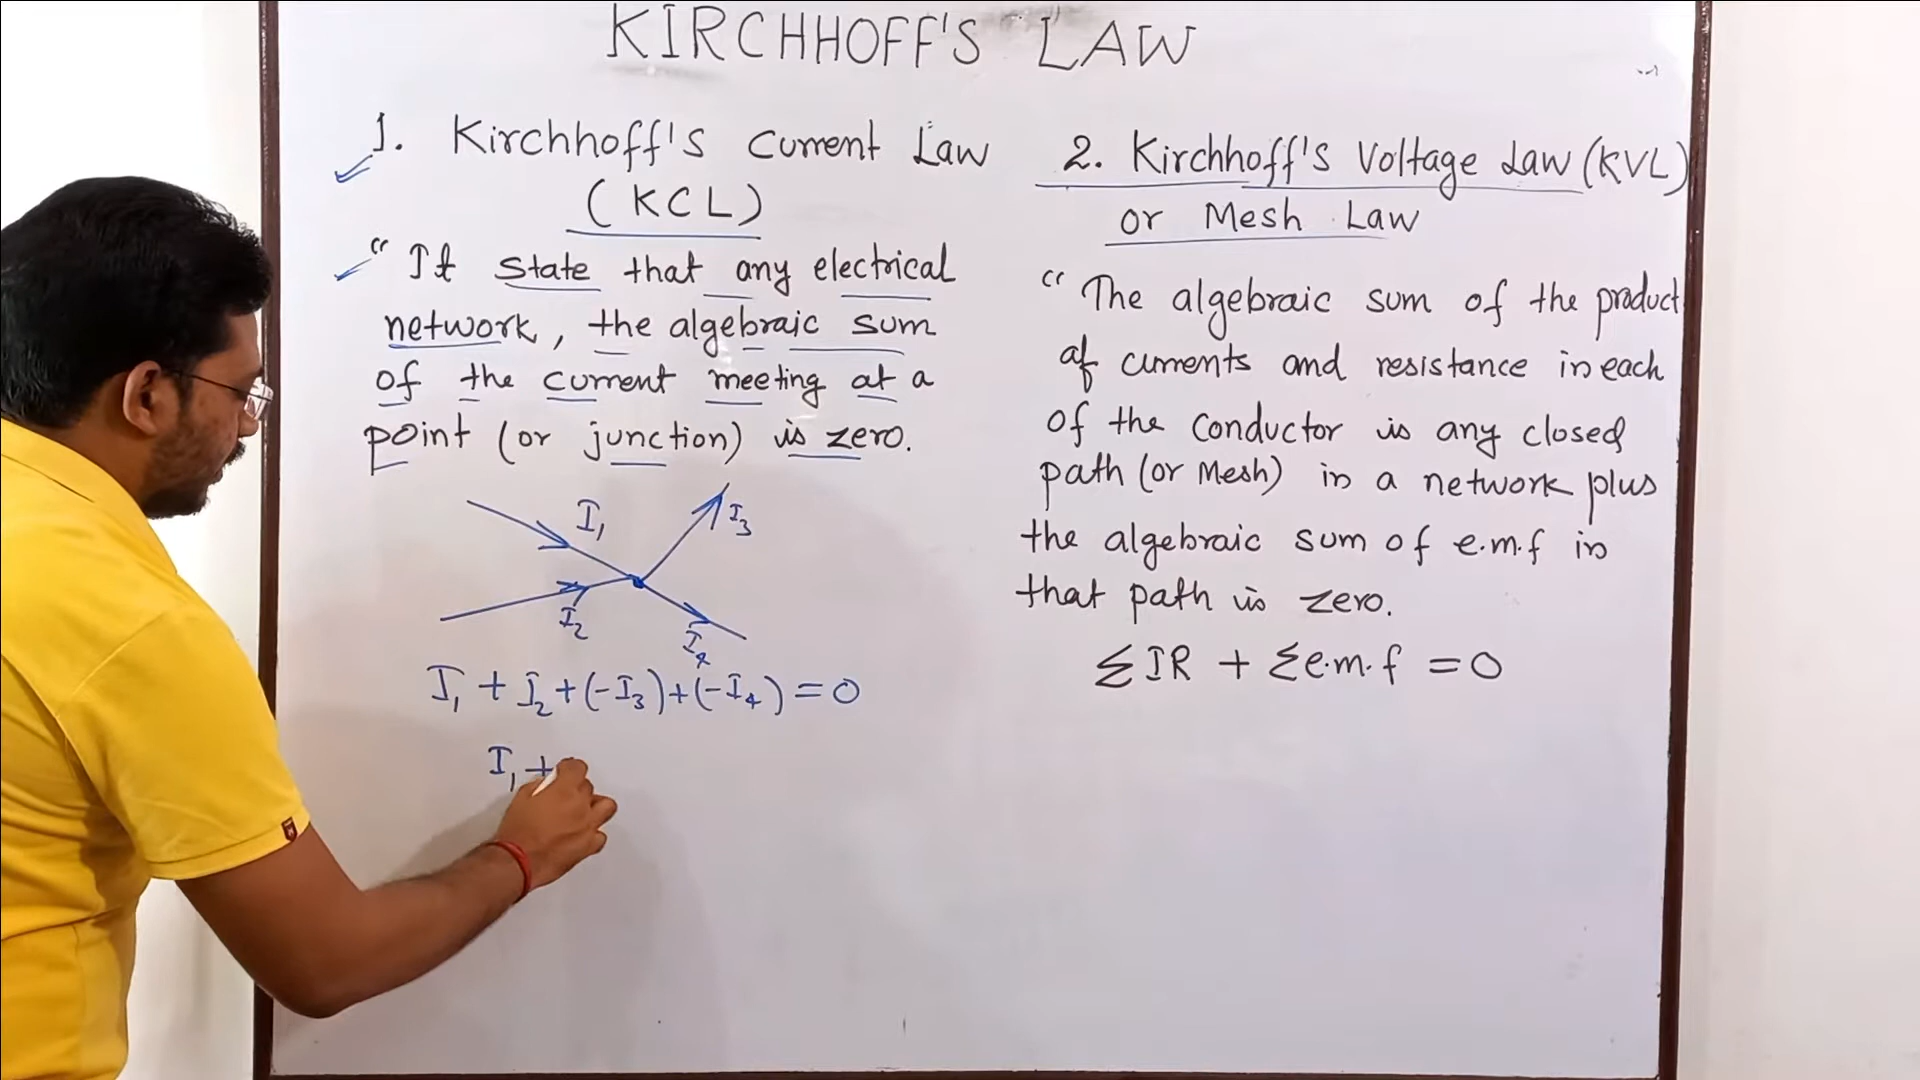 KIRCHHOFF'S LAW
1. Kirchhoff's Current Law
(KCL)
"It state that any electrical
network, the algebraic sum
of the current meeting at a
point (or junction) is zero.
I₁
I₃
I₂
I₄
I₁ + I₂ + (-I₃) + (-I₄) = 0
I₁ +
2. Kirchhoff's Voltage Law (KVL)
or Mesh Law
"The algebraic sum of the product
of currents and resistance in each
of the conductor is any closed
path (or Mesh) in a network plus
the algebraic sum of e.m.f in
that path is zero.
ΣIR + Σe.m.f = 0